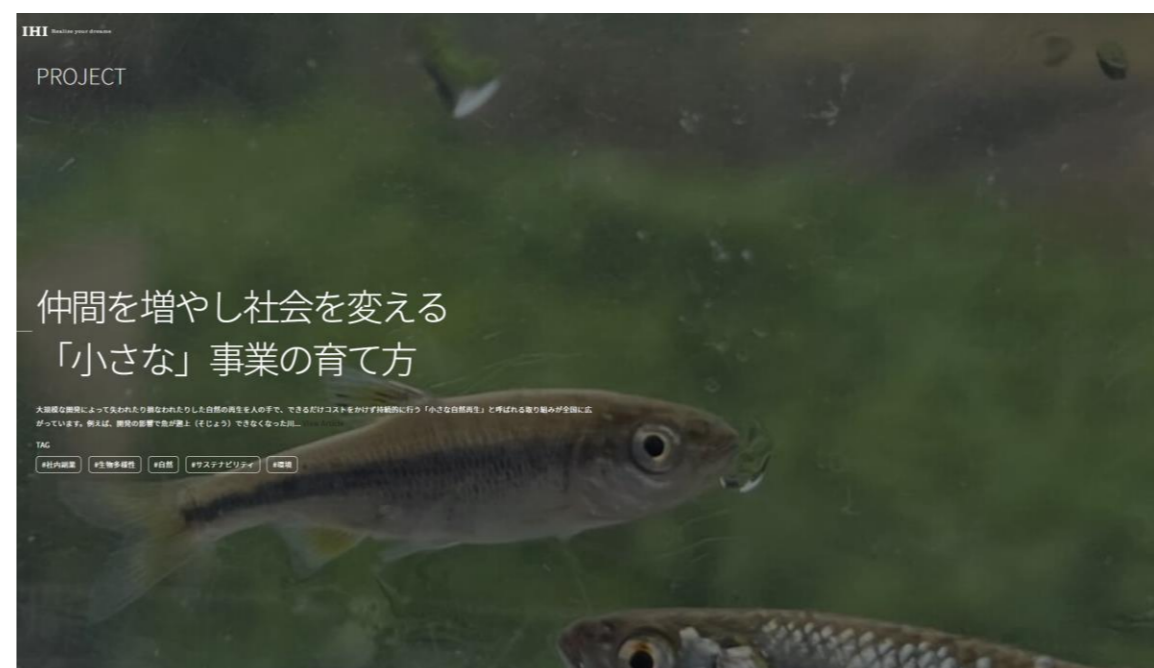 IHI Realize your dreams
PROJECT
仲間を増やし社会を変える
「小さな」事業の育て方
大規模な開発によって失われたり損なわれたりした自然の再生を人の手で、できるだけコストをかけず持続的に行う「小さな自然再生」と呼ばれる取り組みが全国に広
がっています。例えば、開発の影響で魚が遡上（そじょう）できなくなった川... View Article
TAG
#社内副業 #生物多様性 #自然 #サステナビリティ #環境